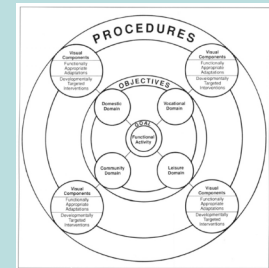 PROCEDURES
Visual
Components
Functionally
Appropriate
Adaptations
Developmentally
Targeted
Interventions
Visual
Components
Functionally
Appropriate
Adaptations
Developmentally
Targeted
Interventions
OBJECTIVES
Domestic
Domain
Vocational
Domain
GOAL
Functional
Activity
Community
Domain
Leisure
Domain
Visual
Components
Functionally
Appropriate
Adaptations
Developmentally
Targeted
Interventions
Visual
Components
Functionally
Appropriate
Adaptations
Developmentally
Targeted
Interventions